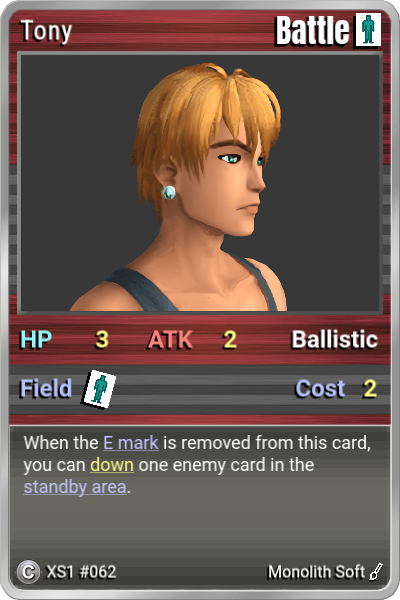 Tony Battle
HP 3 ATK 2 Ballistic
Field Cost 2
When the E mark is removed from this card,
you can down one enemy card in the
standby area.
© XS1 #062 Monolith Soft